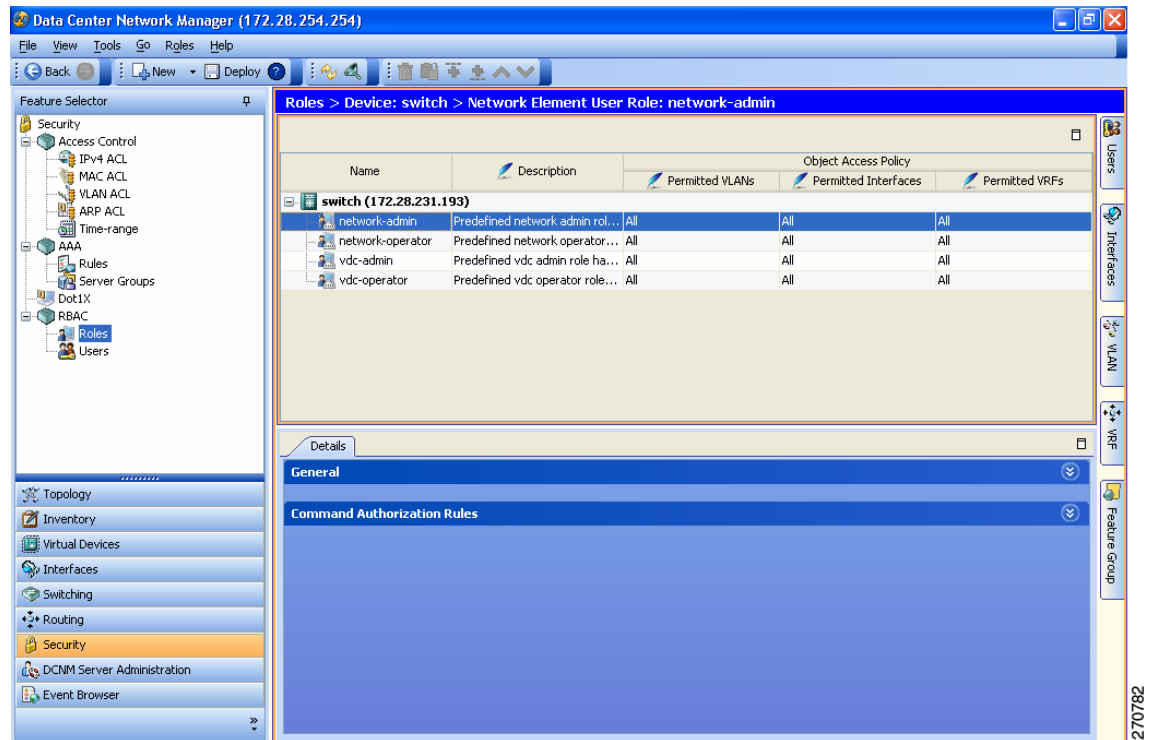 Data Center Network Manager (172.28.254.254)
File View Tools Go Roles Help
Back New Deploy
Feature Selector
Security
Access Control
IPv4 ACL
MAC ACL
VLAN ACL
ARP ACL
Time-range
AAA
Rules
Server Groups
Dot1X
RBAC
Roles
Users
Topology
Inventory
Virtual Devices
Interfaces
Switching
Routing
Security
DCNM Server Administration
Event Browser
Roles > Device: switch > Network Element User Role: network-admin
Name Description Object Access Policy
Permitted VLANs Permitted Interfaces Permitted VRFs
switch (172.28.231.193)
network-admin Predefined network admin rol... All All All
network-operator Predefined network operator... All All All
vdc-admin Predefined vdc admin role ha... All All All
vdc-operator Predefined vdc operator role... All All All
Details
General
Command Authorization Rules
Users
Interfaces
VLAN
VRF
Feature Group
270782